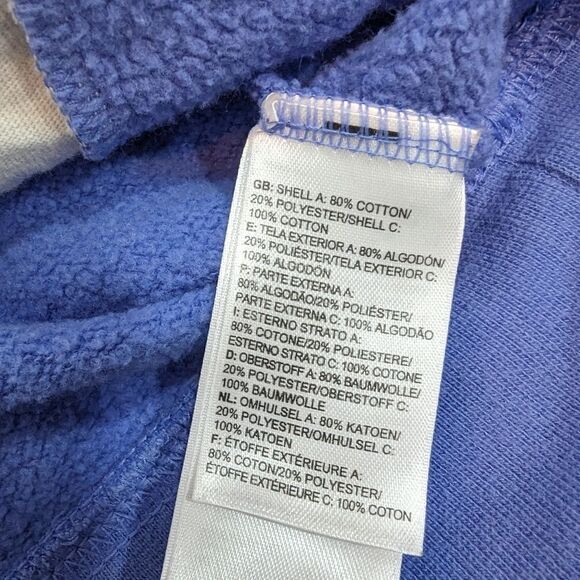 GB: SHELL A: 80% COTTON/
20% POLYESTER/SHELL C:
100% COTTON
E: TELA EXTERIOR A: 80% ALGODÓN/
20% POLIÉSTER/TELA EXTERIOR C:
100% ALGODÓN
P: PARTE EXTERNA A:
80% ALGODÃO/20% POLIÉSTER/
PARTE EXTERNA C: 100% ALGODÃO
I: ESTERNO STRATO A:
80% COTONE/20% POLIESTERE/
ESTERNO STRATO C: 100% COTONE
D: OBERSTOFF A: 80% BAUMWOLLE/
20% POLYESTER/OBERSTOFF C:
100% BAUMWOLLE
NL: OMHULSEL A: 80% KATOEN/
20% POLYESTER/OMHULSEL C:
100% KATOEN
F: ÉTOFFE EXTÉRIEURE A:
80% COTON/20% POLYESTER/
ÉTOFFE EXTÉRIEURE C: 100% COTON